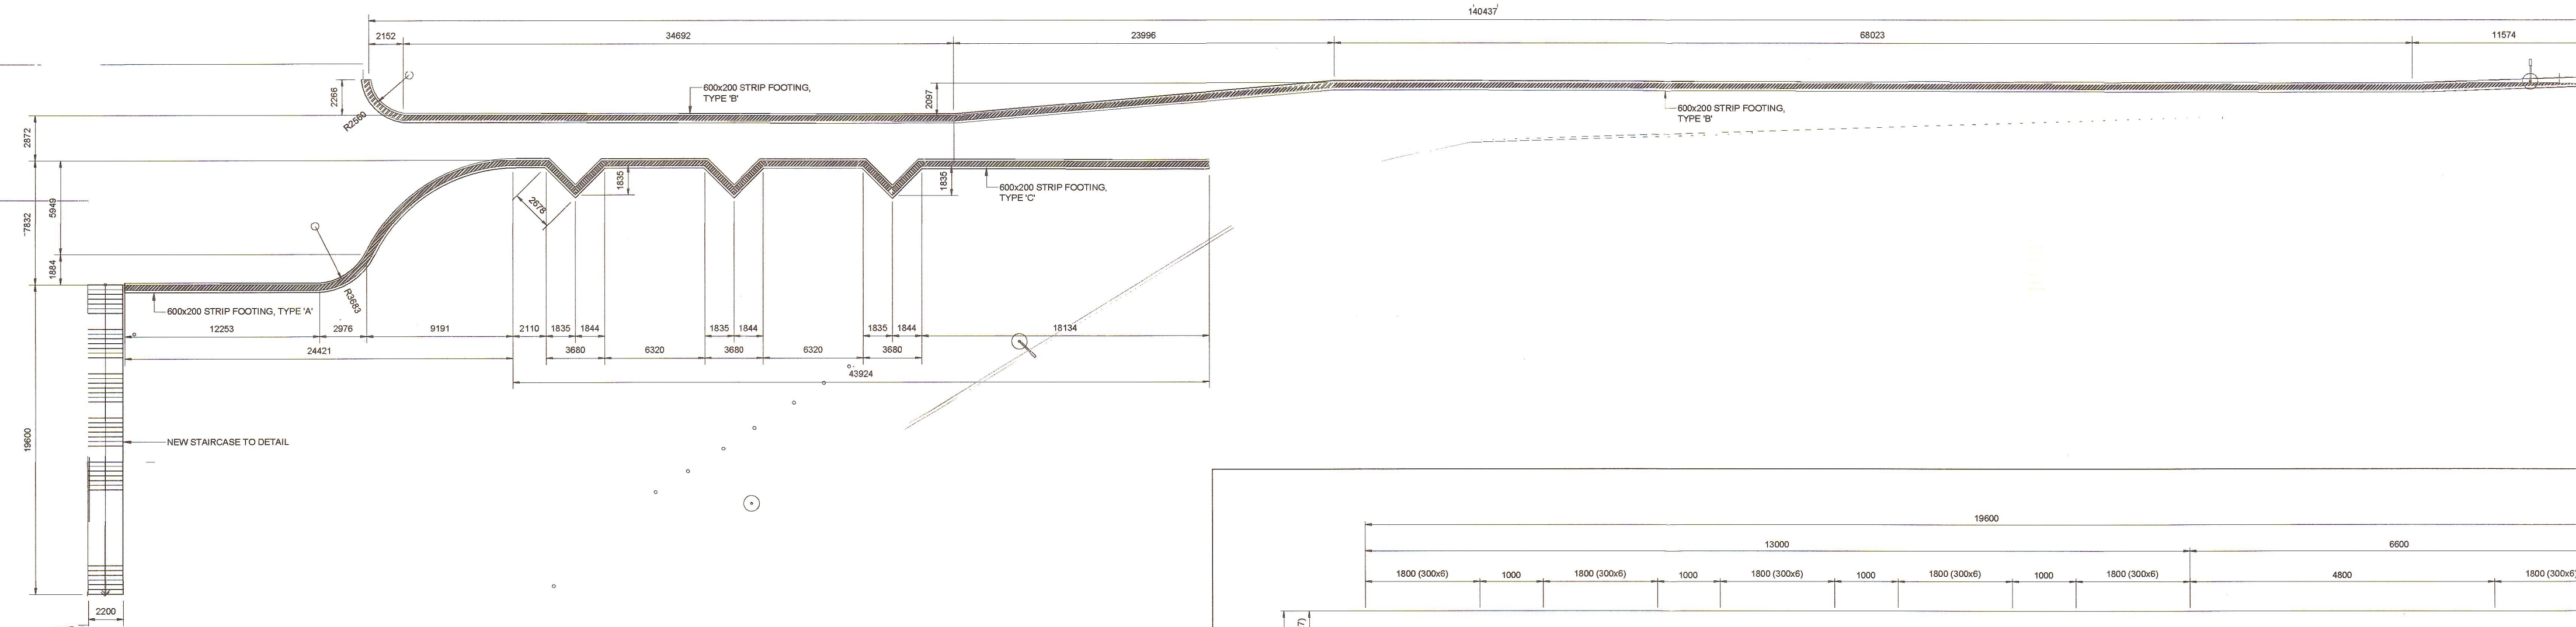 140437
2152
34692
23996
68023
11574
2266
R2560
600x200 STRIP FOOTING,
TYPE 'B'
2097
600x200 STRIP FOOTING,
TYPE 'B'
2872
7832
5949
1884
1835
1835
2678
600x200 STRIP FOOTING,
TYPE 'C'
R3683
600x200 STRIP FOOTING, TYPE 'A'
12253
2976
9191
2110
1835
1844
1835
1844
1835
1844
18134
24421
3680
6320
3680
6320
3680
43924
19600
NEW STAIRCASE TO DETAIL
2200
19600
13000
6600
1800 (300x6)
1000
1800 (300x6)
1000
1800 (300x6)
1000
1800 (300x6)
1000
1800 (300x6)
4800
1800 (300x6
7)